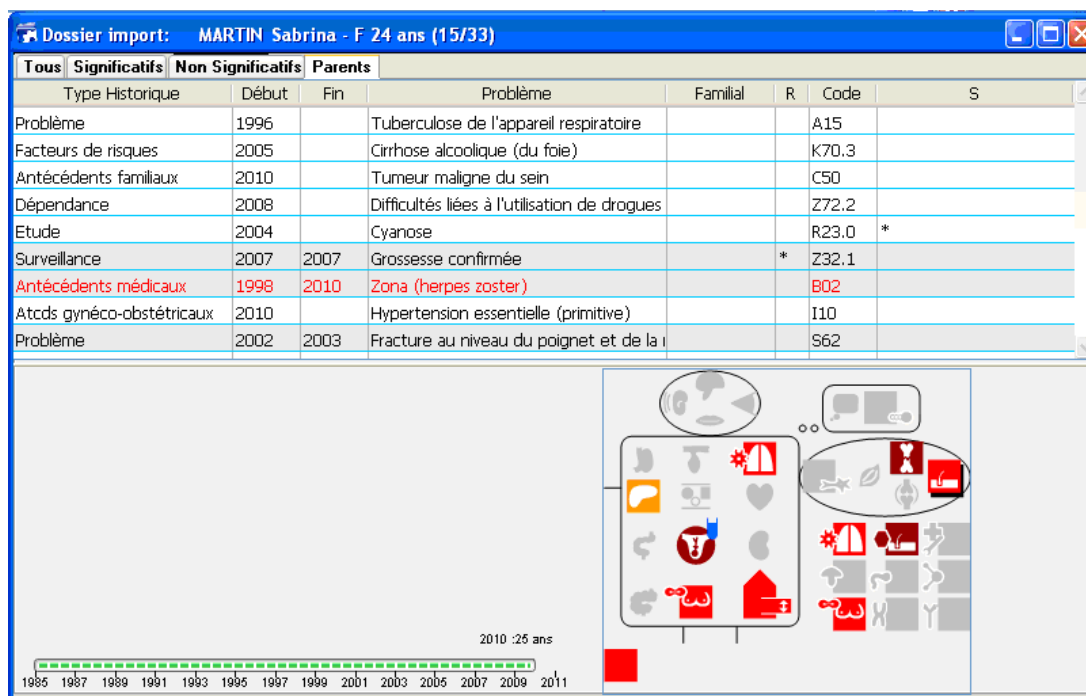 Dossier import: MARTIN Sabrina - F 24 ans (15/33)
Tous Significatifs Non Significatifs Parents
Type Historique Début Fin Problème Familial R Code S
Problème 1996 Tuberculose de l'appareil respiratoire A15
Facteurs de risques 2005 Cirrhose alcoolique (du foie) K70.3
Antécédents familiaux 2010 Tumeur maligne du sein C50
Dépendance 2008 Difficultés liées à l'utilisation de drogues Z72.2
Etude 2004 Cyanose R23.0 *
Surveillance 2007 2007 Grossesse confirmée * Z32.1
Antécédents médicaux 1998 2010 Zona (herpes zoster) B02
Atcds gynéco-obstétricaux 2010 Hypertension essentielle (primitive) I10
Problème 2002 2003 Fracture au niveau du poignet et de la S62
2010 :25 ans
1985 1987 1989 1991 1993 1995 1997 1999 2001 2003 2005 2007 2009 2011